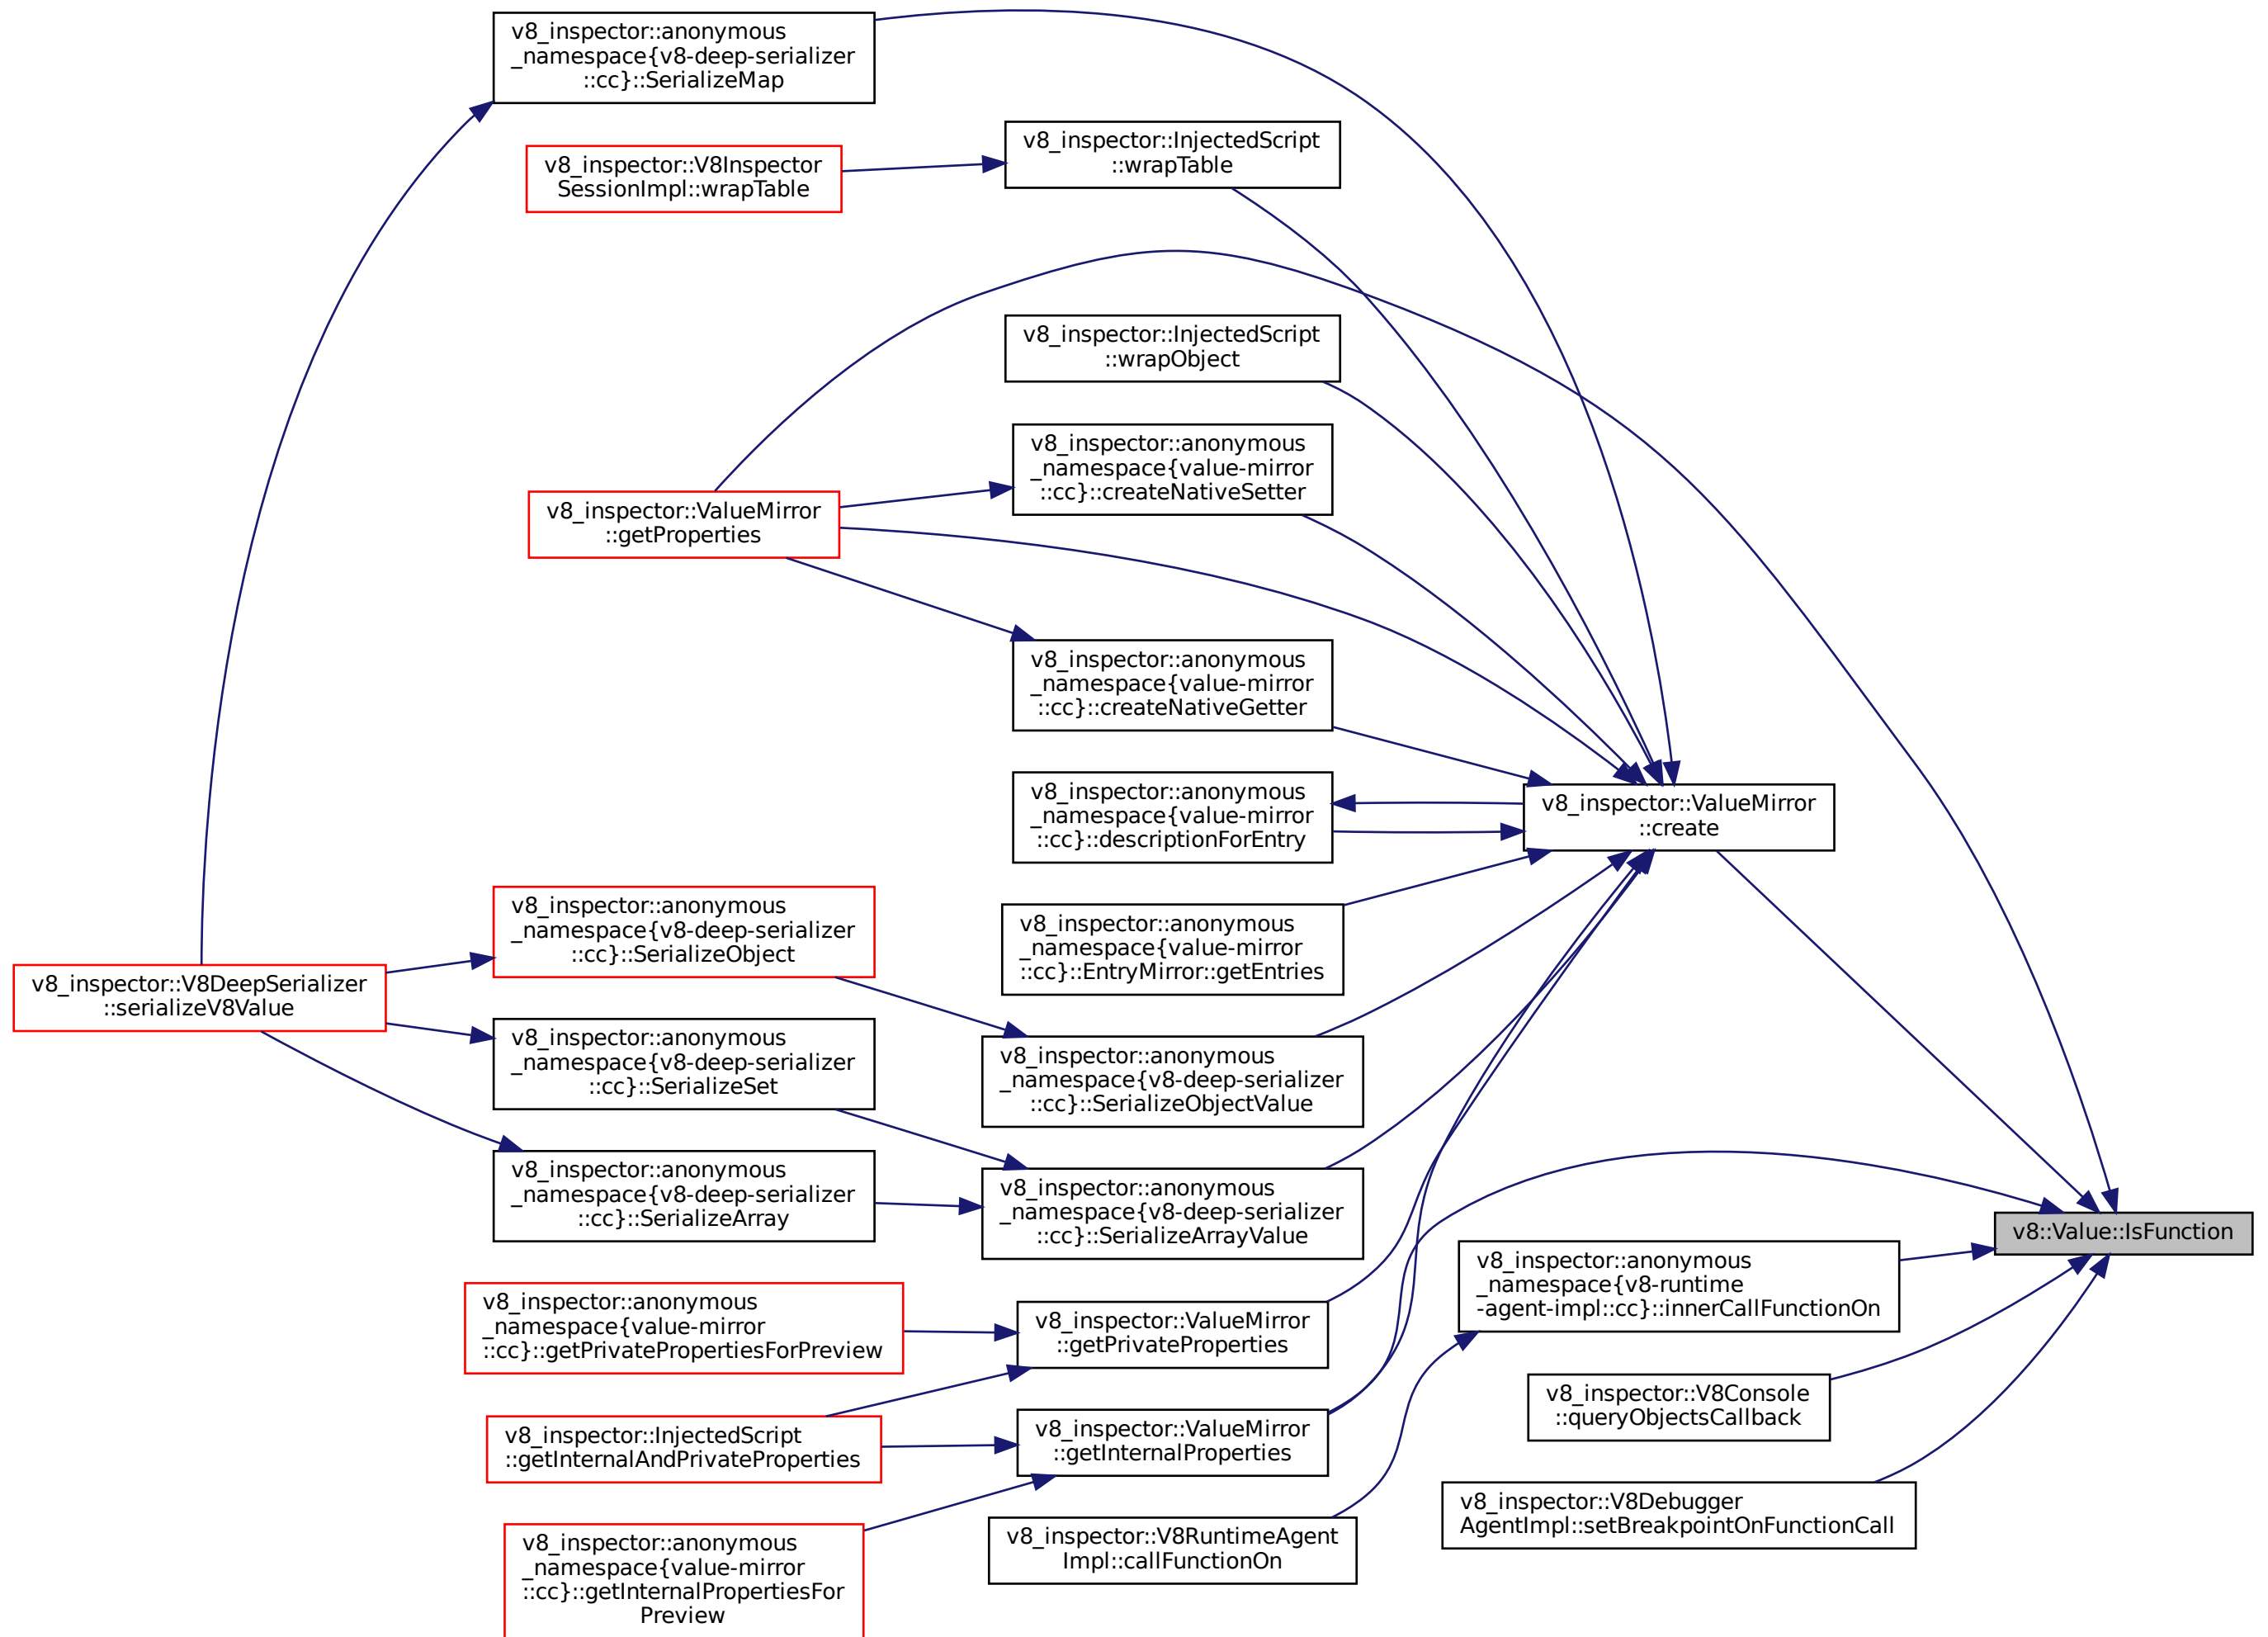 v8_inspector::anonymous
_namespace{v8-deep-serializer
::cc}::SerializeMap
v8_inspector::InjectedScript
::wrapTable
v8_inspector::V8Inspector
SessionImpl::wrapTable
v8_inspector::InjectedScript
::wrapObject
v8_inspector::anonymous
_namespace{value-mirror
::cc}::createNativeSetter
v8_inspector::ValueMirror
::getProperties
v8_inspector::anonymous
_namespace{value-mirror
::cc}::createNativeGetter
v8_inspector::anonymous
_namespace{value-mirror
::cc}::descriptionForEntry
v8_inspector::ValueMirror
::create
v8_inspector::anonymous
_namespace{v8-deep-serializer
::cc}::SerializeObject
v8_inspector::anonymous
_namespace{value-mirror
::cc}::EntryMirror::getEntries
v8_inspector::V8DeepSerializer
::serializeV8Value
v8_inspector::anonymous
_namespace{v8-deep-serializer
::cc}::SerializeSet
v8_inspector::anonymous
_namespace{v8-deep-serializer
::cc}::SerializeObjectValue
v8_inspector::anonymous
_namespace{v8-deep-serializer
::cc}::SerializeArray
v8_inspector::anonymous
_namespace{v8-deep-serializer
::cc}::SerializeArrayValue
v8::Value::IsFunction
v8_inspector::anonymous
_namespace{v8-runtime
-agent-impl::cc}::innerCallFunctionOn
v8_inspector::anonymous
_namespace{value-mirror
::cc}::getPrivatePropertiesForPreview
v8_inspector::ValueMirror
::getPrivateProperties
v8_inspector::V8Console
::queryObjectsCallback
v8_inspector::InjectedScript
::getInternalAndPrivateProperties
v8_inspector::ValueMirror
::getInternalProperties
v8_inspector::V8Debugger
AgentImpl::setBreakpointOnFunctionCall
v8_inspector::anonymous
_namespace{value-mirror
::cc}::getInternalPropertiesFor
Preview
v8_inspector::V8RuntimeAgent
Impl::callFunctionOn